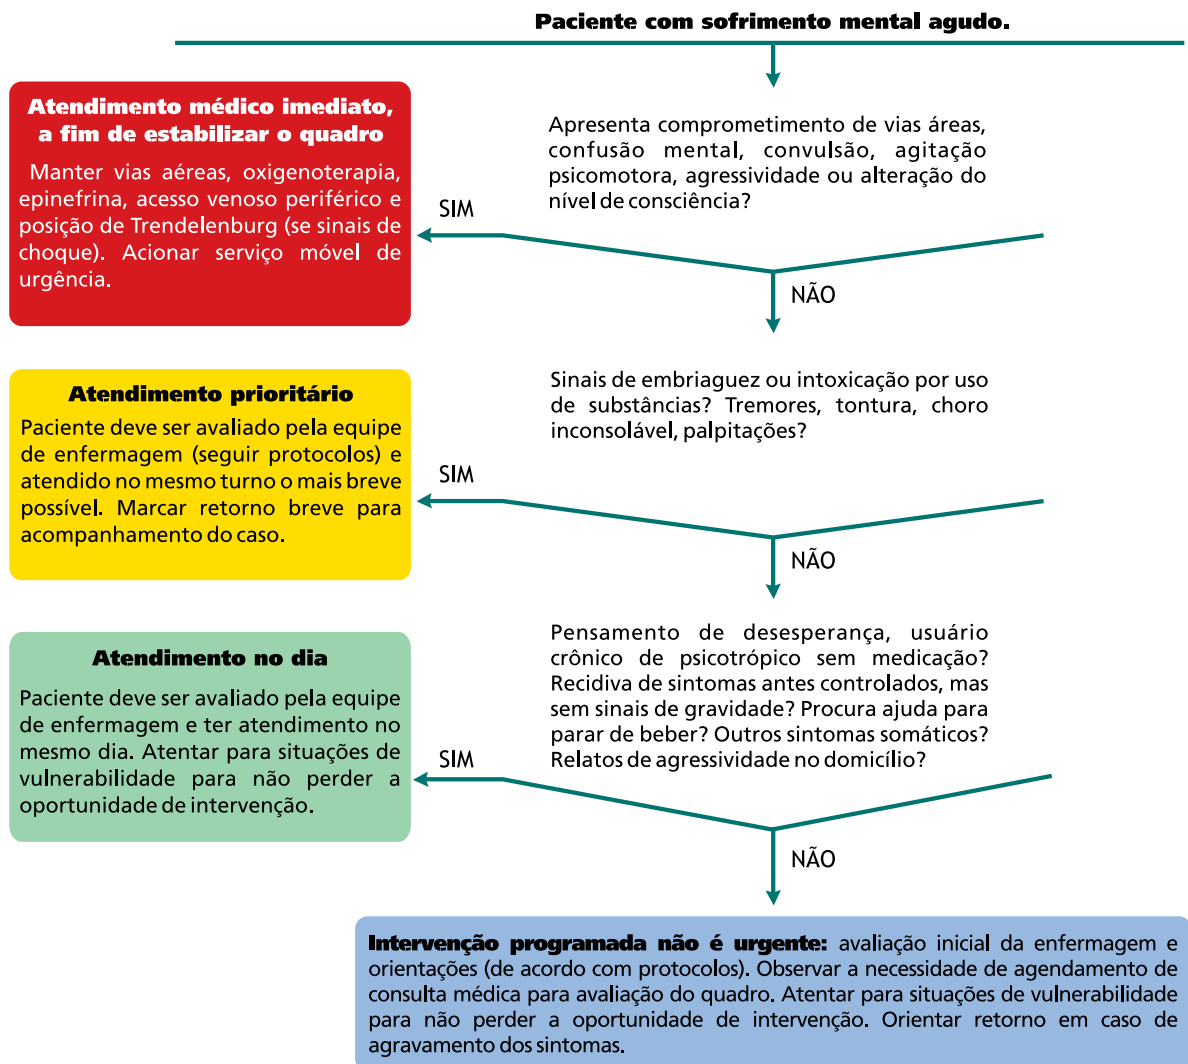 Paciente com sofrimento mental agudo.
Atendimento médico imediato,
a fim de estabilizar o quadro
Manter vias aéreas, oxigenoterapia,
epinefrina, acesso venoso periférico e
posição de Trendelenburg (se sinais de
choque). Acionar serviço móvel de
urgência.
Apresenta comprometimento de vias áreas,
confusão mental, convulsão, agitação
psicomotora, agressividade ou alteração do
nível de consciência?
SIM
NÃO
Atendimento prioritário
Paciente deve ser avaliado pela equipe
de enfermagem (seguir protocolos) e
atendido no mesmo turno o mais breve
possível. Marcar retorno breve para
acompanhamento do caso.
Sinais de embriaguez ou intoxicação por uso
de substâncias? Tremores, tontura, choro
inconsolável, palpitações?
SIM
NÃO
Atendimento no dia
Paciente deve ser avaliado pela equipe
de enfermagem e ter atendimento no
mesmo dia. Atentar para situações de
vulnerabilidade para não perder a
oportunidade de intervenção.
Pensamento de desesperança, usuário
crônico de psicotrópico sem medicação?
Recidiva de sintomas antes controlados, mas
sem sinais de gravidade? Procura ajuda para
parar de beber? Outros sintomas somáticos?
Relatos de agressividade no domicílio?
SIM
NÃO
Intervenção programada não é urgente: avaliação inicial da enfermagem e
orientações (de acordo com protocolos). Observar a necessidade de agendamento de
consulta médica para avaliação do quadro. Atentar para situações de vulnerabilidade
para não perder a oportunidade de intervenção. Orientar retorno em caso de
agravamento dos sintomas.